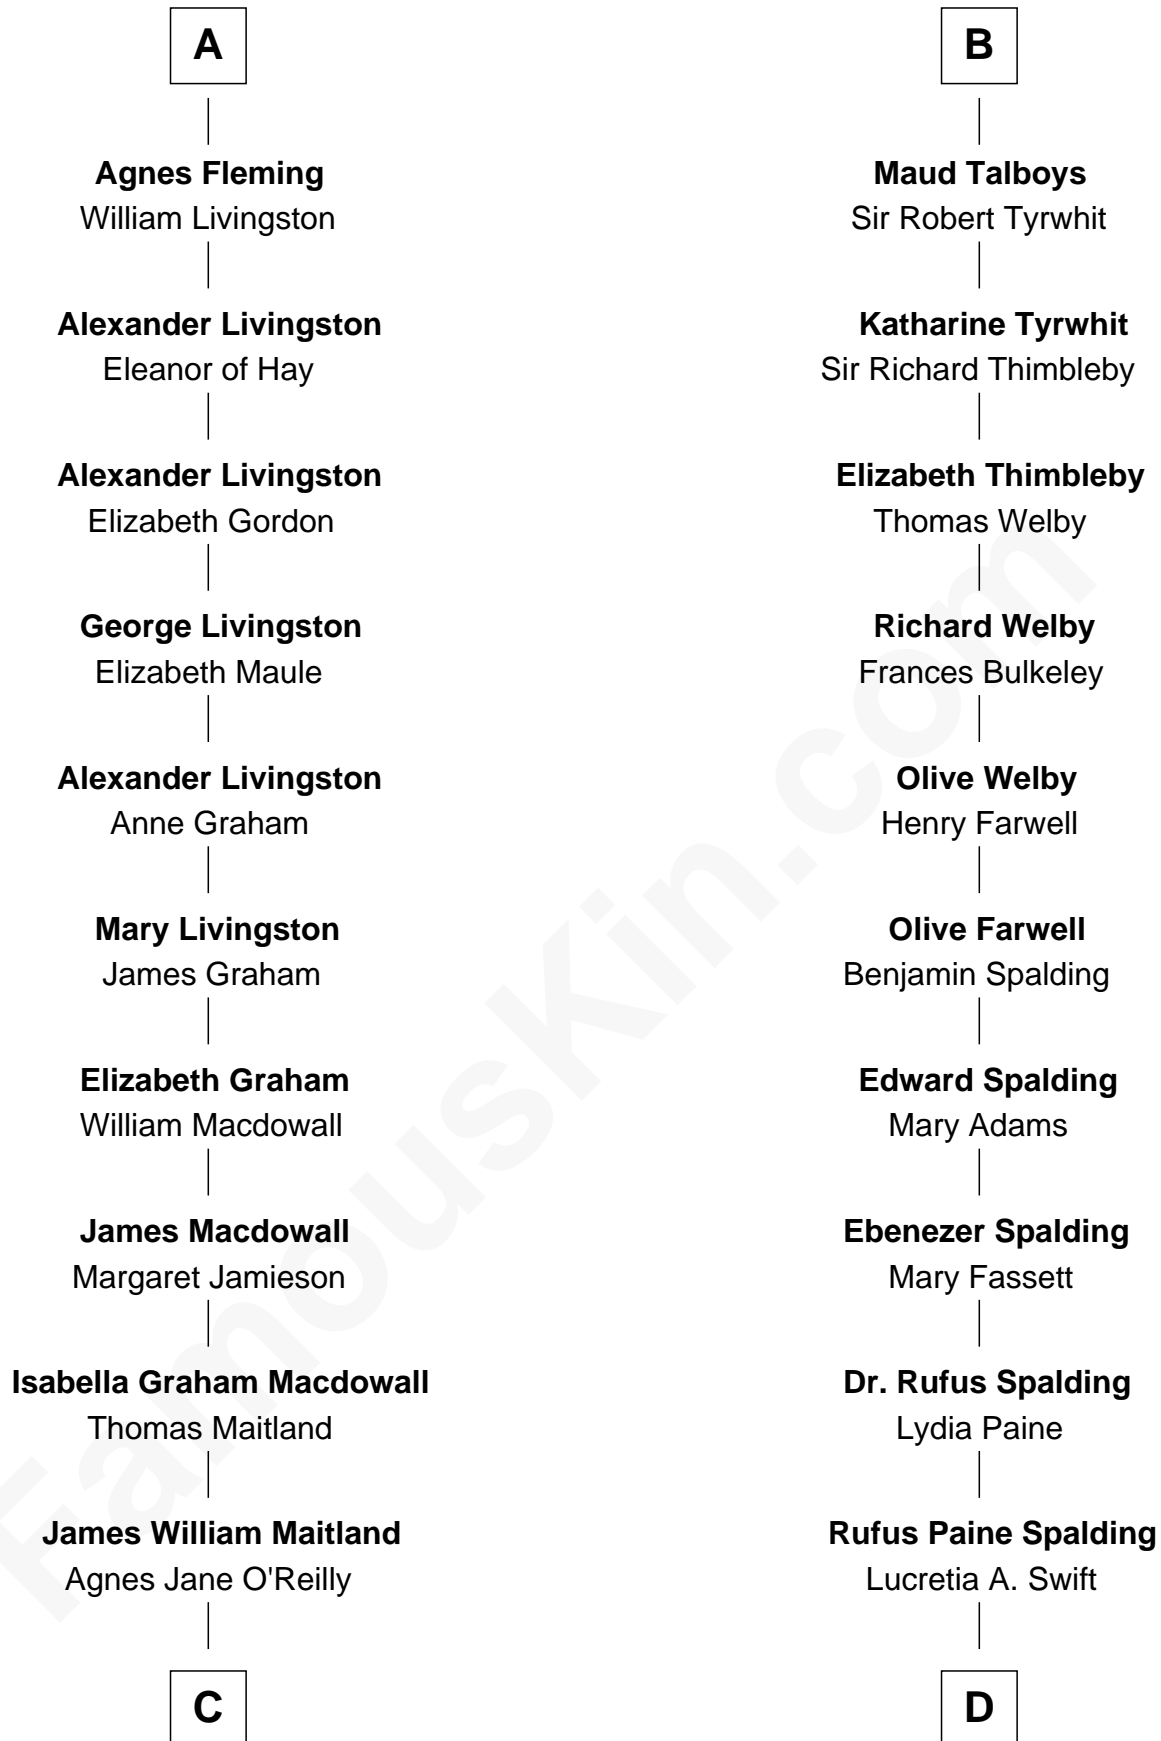 A
Agnes Fleming
William Livingston
Alexander Livingston
Eleanor of Hay
Alexander Livingston
Elizabeth Gordon
George Livingston
Elizabeth Maule
Alexander Livingston
Anne Graham
Mary Livingston
James Graham
Elizabeth Graham
William Macdowall
James Macdowall
Margaret Jamieson
Isabella Graham Macdowall
Thomas Maitland
James William Maitland
Agnes Jane O'Reilly
C
B
Maud Talboys
Sir Robert Tyrwhit
Katharine Tyrwhit
Sir Richard Thimbleby
Elizabeth Thimbleby
Thomas Welby
Richard Welby
Frances Bulkeley
Olive Welby
Henry Farwell
Olive Farwell
Benjamin Spalding
Edward Spalding
Mary Adams
Ebenezer Spalding
Mary Fassett
Dr. Rufus Spalding
Lydia Paine
Rufus Paine Spalding
Lucretia A. Swift
D
FamousKin.com